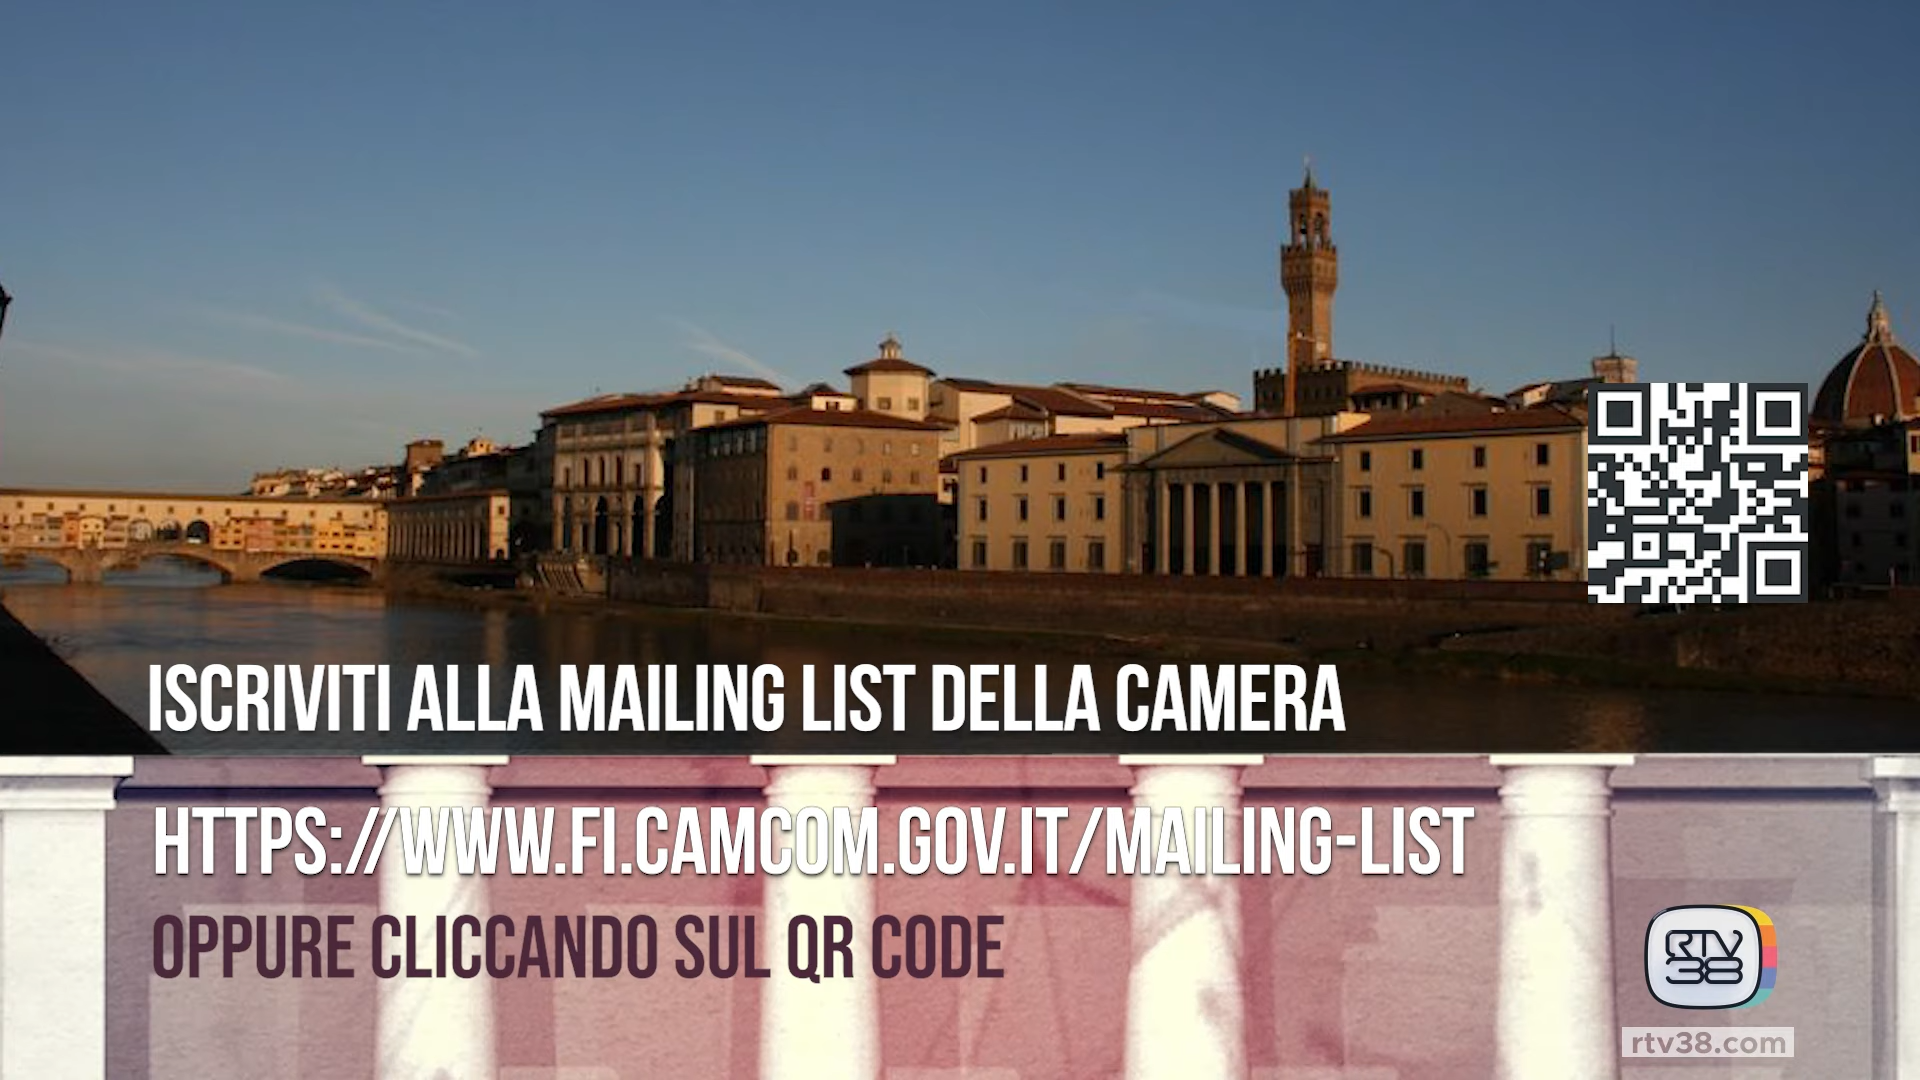 ISCRIVITI ALLA MAILING LIST DELLA CAMERA
HTTPS://WWW.FI.CAMCOM.GOV.IT/MAILING-LIST
OPPURE CLICCANDO SUL QR CODE
RTV
38
rtv38.com